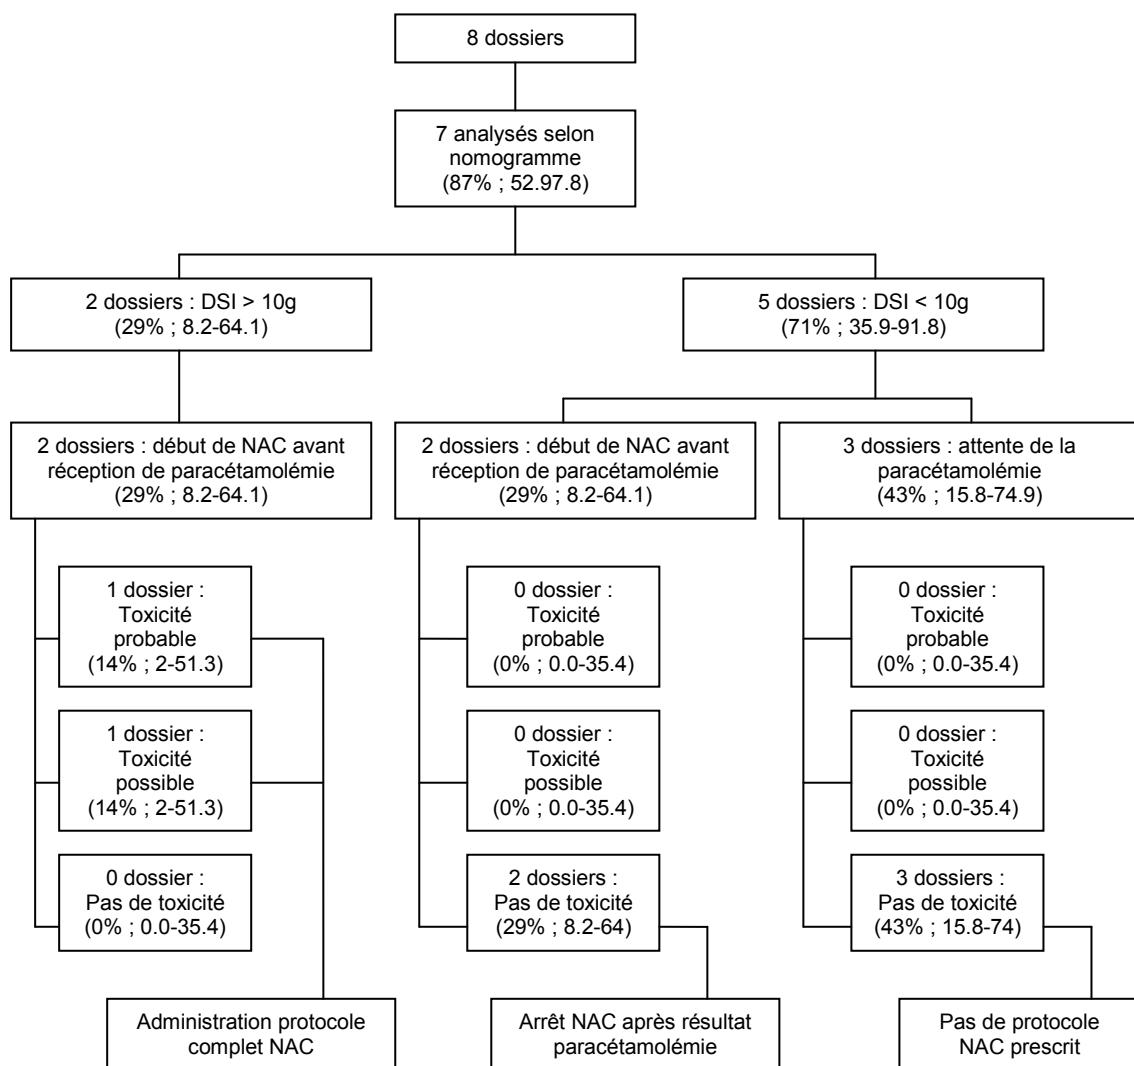 8 dossiers
7 analysés selon
nomogramme
(87% ; 52.97.8)
2 dossiers : DSI > 10g
(29% ; 8.2-64.1)
5 dossiers : DSI < 10g
(71% ; 35.9-91.8)
2 dossiers : début de NAC avant
réception de paracétamolémie
(29% ; 8.2-64.1)
2 dossiers : début de NAC avant
réception de paracétamolémie
(29% ; 8.2-64.1)
3 dossiers : attente de la
paracétamolémie
(43% ; 15.8-74.9)
1 dossier :
Toxicité
probable
(14% ; 2-51.3)
0 dossier :
Toxicité
probable
(0% ; 0.0-35.4)
0 dossier :
Toxicité
probable
(0% ; 0.0-35.4)
1 dossier :
Toxicité
possible
(14% ; 2-51.3)
0 dossier :
Toxicité
possible
(0% ; 0.0-35.4)
0 dossier :
Toxicité
possible
(0% ; 0.0-35.4)
0 dossier :
Pas de toxicité
(0% ; 0.0-35.4)
2 dossiers :
Pas de toxicité
(29% ; 8.2-64)
3 dossiers :
Pas de toxicité
(43% ; 15.8-74)
Administration protocole
complet NAC
Arrêt NAC après résultat
paracétamolémie
Pas de protocole
NAC prescrit